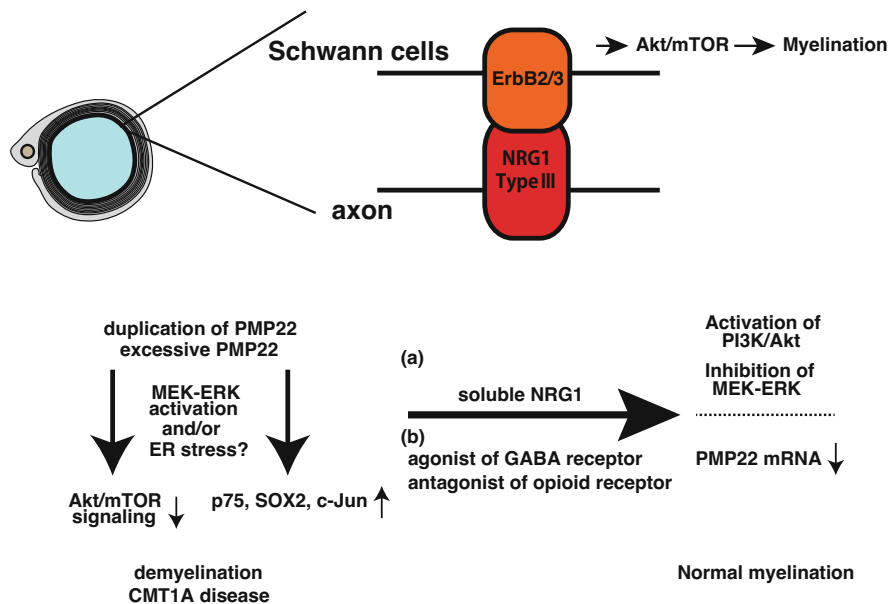 Schwann cells
Akt/mTOR
Myelination
ErbB2/3
NRG1
Type III
axon
duplication of PMP22
excessive PMP22
MEK-ERK
activation
and/or
ER stress?
Akt/mTOR
signaling
p75, SOX2, c-Jun
demyelination
CMT1A disease
(a)
soluble NRG1
(b)
agonist of GABA receptor
antagonist of opioid receptor
Activation of
PI3K/Akt
Inhibition of
MEK-ERK
PMP22 mRNA
Normal myelination